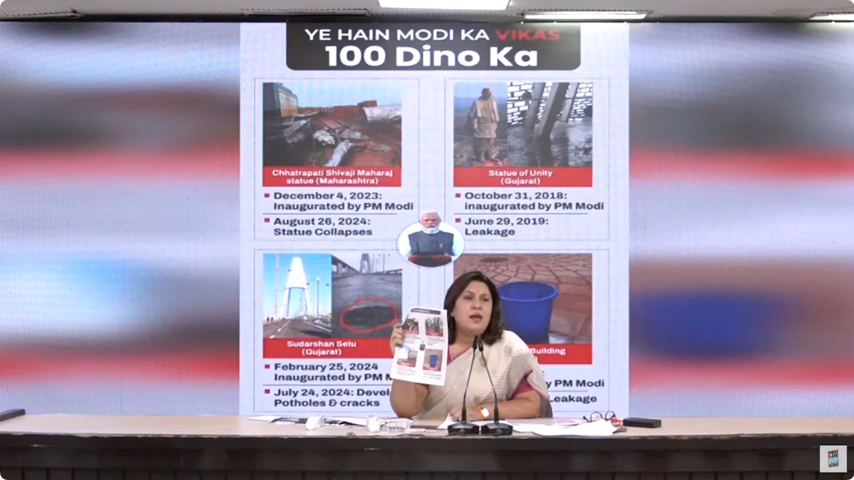 YE HAIN MODI KA VIKAS
100 Dino Ka
Chhatrapati Shivaji Maharaj
statue (Maharashtra)
December 4, 2023:
Inaugurated by PM Modi
August 26, 2024:
Statue Collapses
Statue of Unity
(Gujarat)
October 31, 2018:
inaugurated by PM Modi
June 29, 2019:
Leakage
Sudarshan Setu
(Gujarat)
February 25, 2024
Inaugurated by PM M
July 24, 2024: Devel
Potholes & cracks
Building
by PM Modi
Leakage